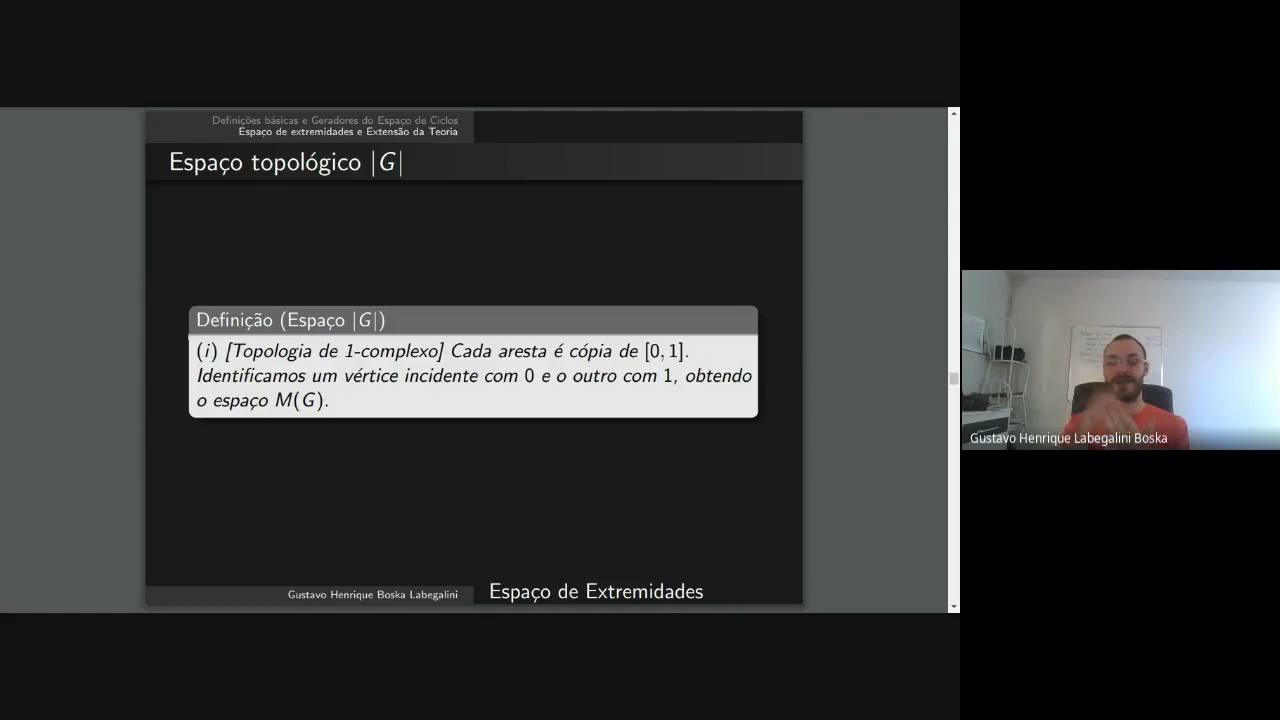 Definições básicas e Geradores do Espaço de Ciclos
Espaço de extremidades e Extensão da Teoria
Espaço topológico |G|
Definição (Espaço |G|)
(i) [Topologia de 1-complexo] Cada aresta é cópia de [0, 1].
Identificamos um vértice incidente com 0 e o outro com 1, obtendo
o espaço M(G).
Gustavo Henrique Boska Labegalini
Espaço de Extremidades
Gustavo Henrique Labegalini Boska